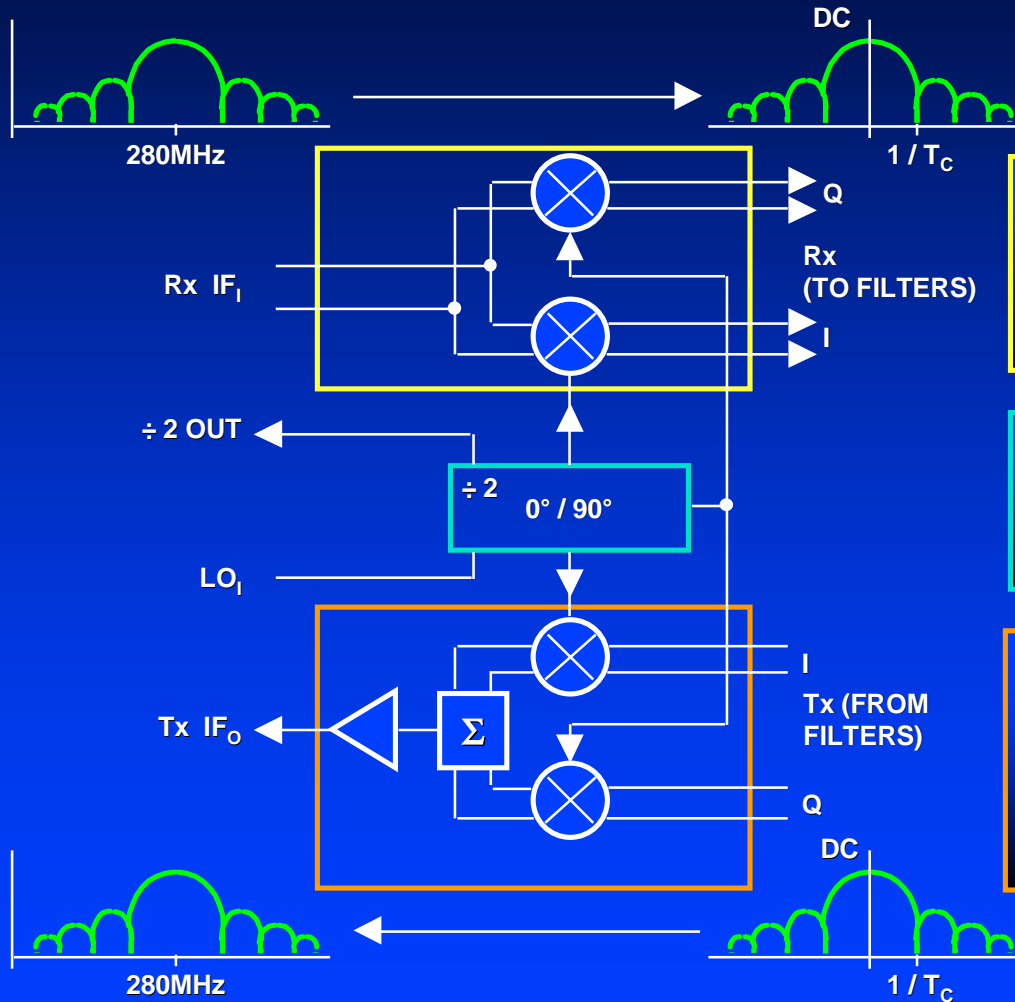 DC
280MHz
1 / TC
Q
Rx IFI
Rx
(TO FILTERS)
I
÷ 2 OUT
÷ 2
0° / 90°
LOI
I
Tx (FROM
FILTERS)
Tx IFO
Σ
Q
DC
280MHz
1 / TC